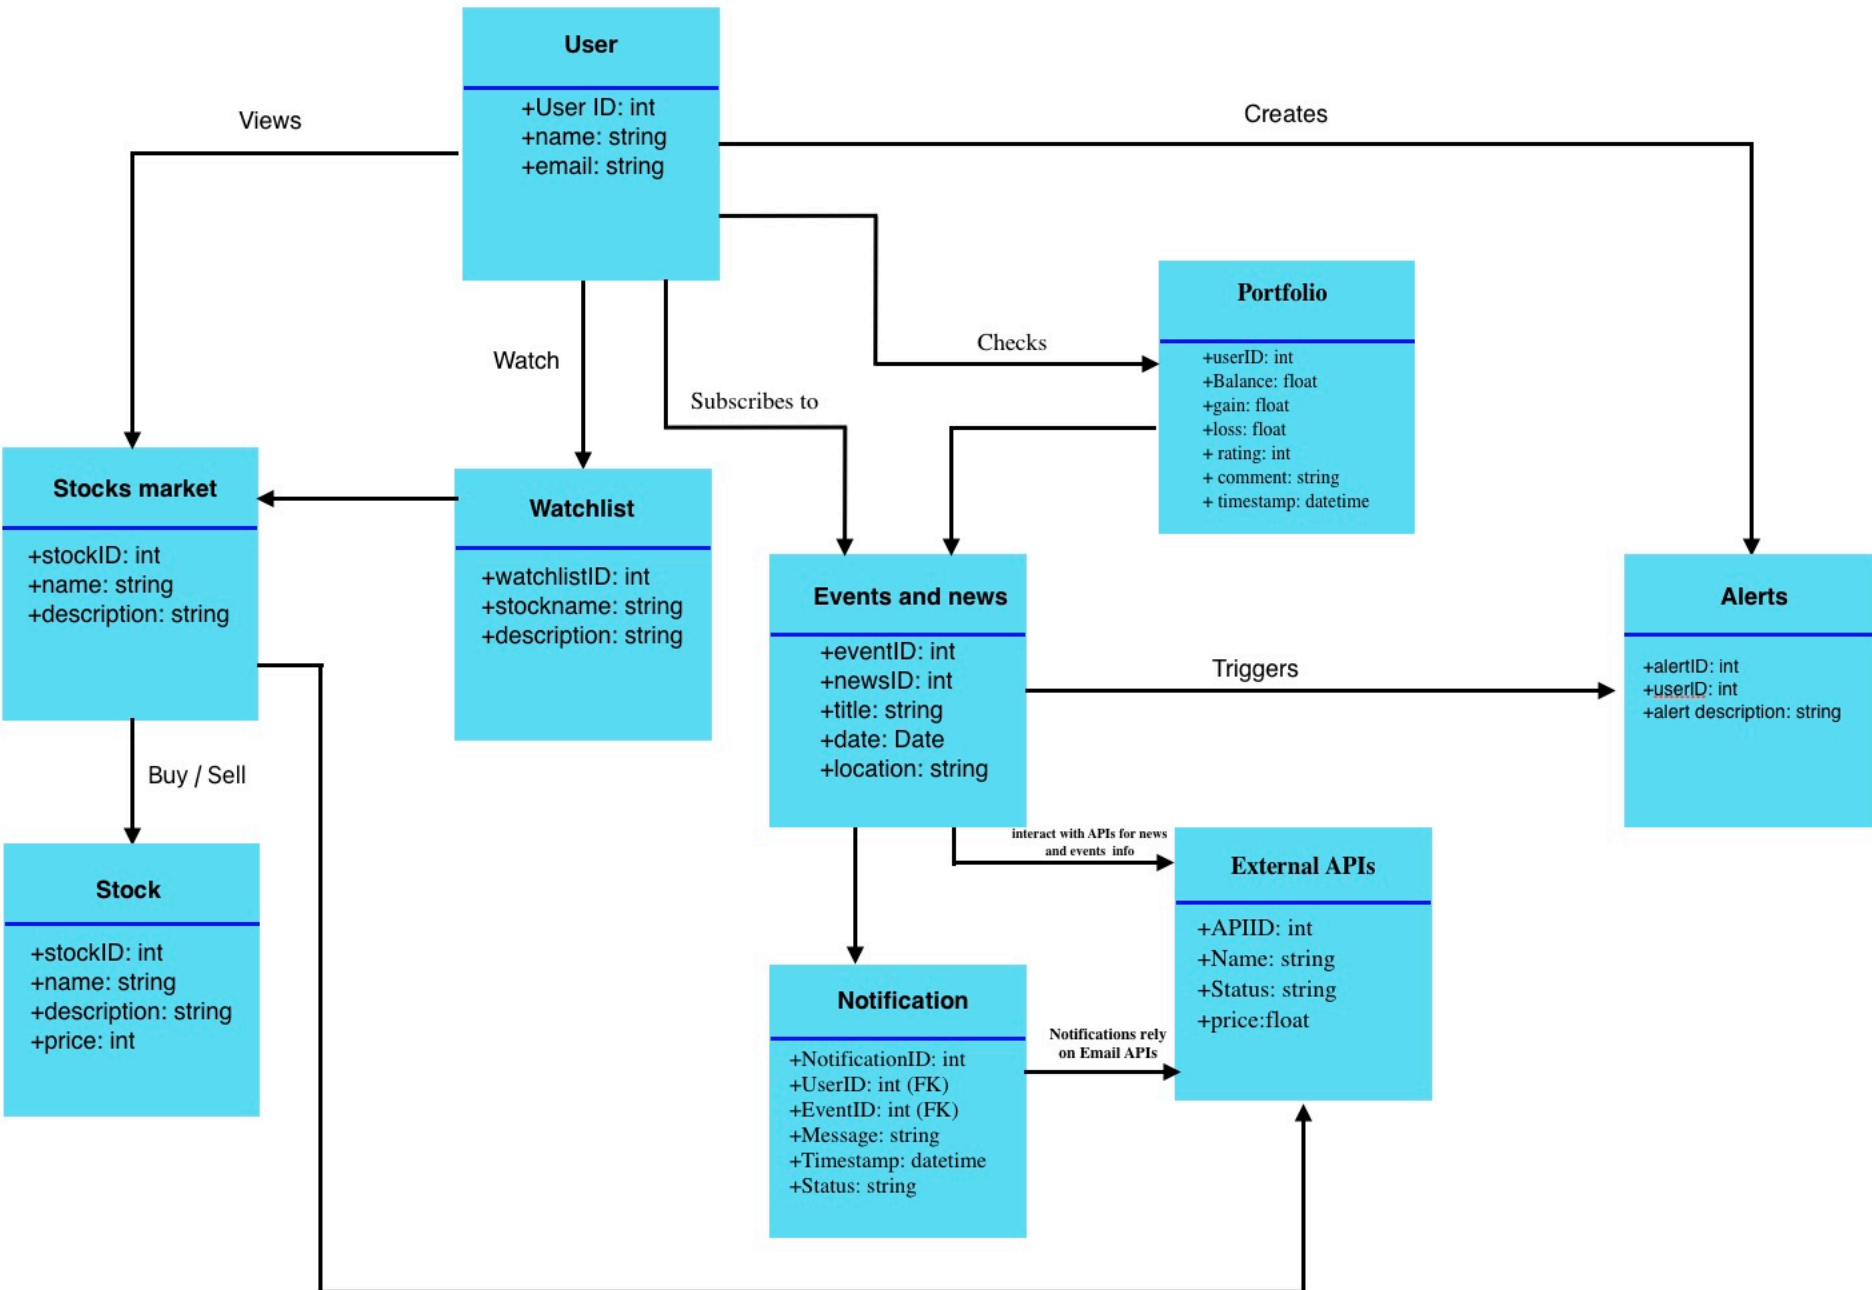 User
+User ID: int
+name: string
+email: string
Views
Creates
Watch
Subscribes to
Checks
Portfolio
+userID: int
+Balance: float
+gain: float
+loss: float
+ rating: int
+ comment: string
+ timestamp: datetime
Stocks market
+stockID: int
+name: string
+description: string
Watchlist
+watchlistID: int
+stockname: string
+description: string
Events and news
+eventID: int
+newsID: int
+title: string
+date: Date
+location: string
Triggers
Alerts
+alertID: int
+userID: int
+alert description: string
Buy / Sell
Stock
+stockID: int
+name: string
+description: string
+price: int
interact with APIs for news
and events info
External APIs
+APIID: int
+Name: string
+Status: string
+price:float
Notification
+NotificationID: int
+UserID: int (FK)
+EventID: int (FK)
+Message: string
+Timestamp: datetime
+Status: string
Notifications rely
on Email APIs